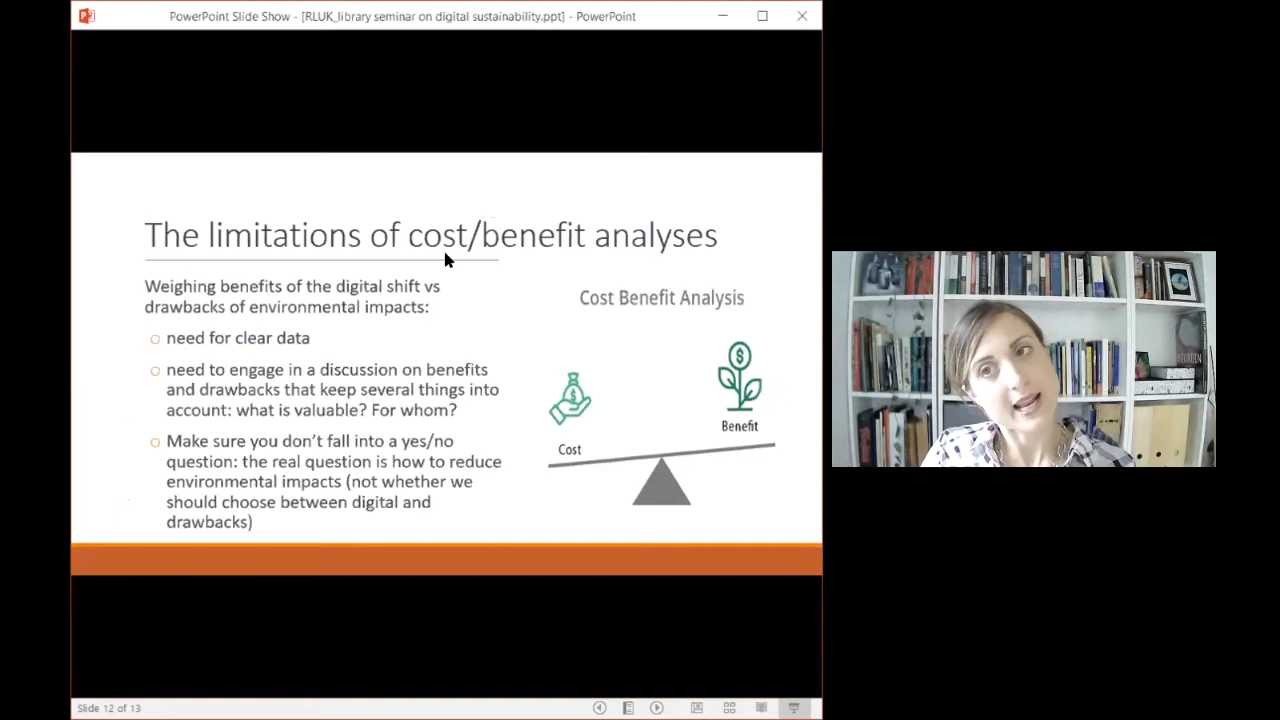 PowerPoint Slide Show - [RLUK_library seminar on digital sustainability.ppt] - PowerPoint
The limitations of cost/benefit analyses
Weighing benefits of the digital shift vs
drawbacks of environmental impacts:
need for clear data
need to engage in a discussion on benefits
and drawbacks that keep several things into
account: what is valuable? For whom?
Make sure you don't fall into a yes/no
question: the real question is how to reduce
environmental impacts (not whether we
should choose between digital and
drawbacks)
Cost Benefit Analysis
Cost
Benefit
Slide 12 of 13